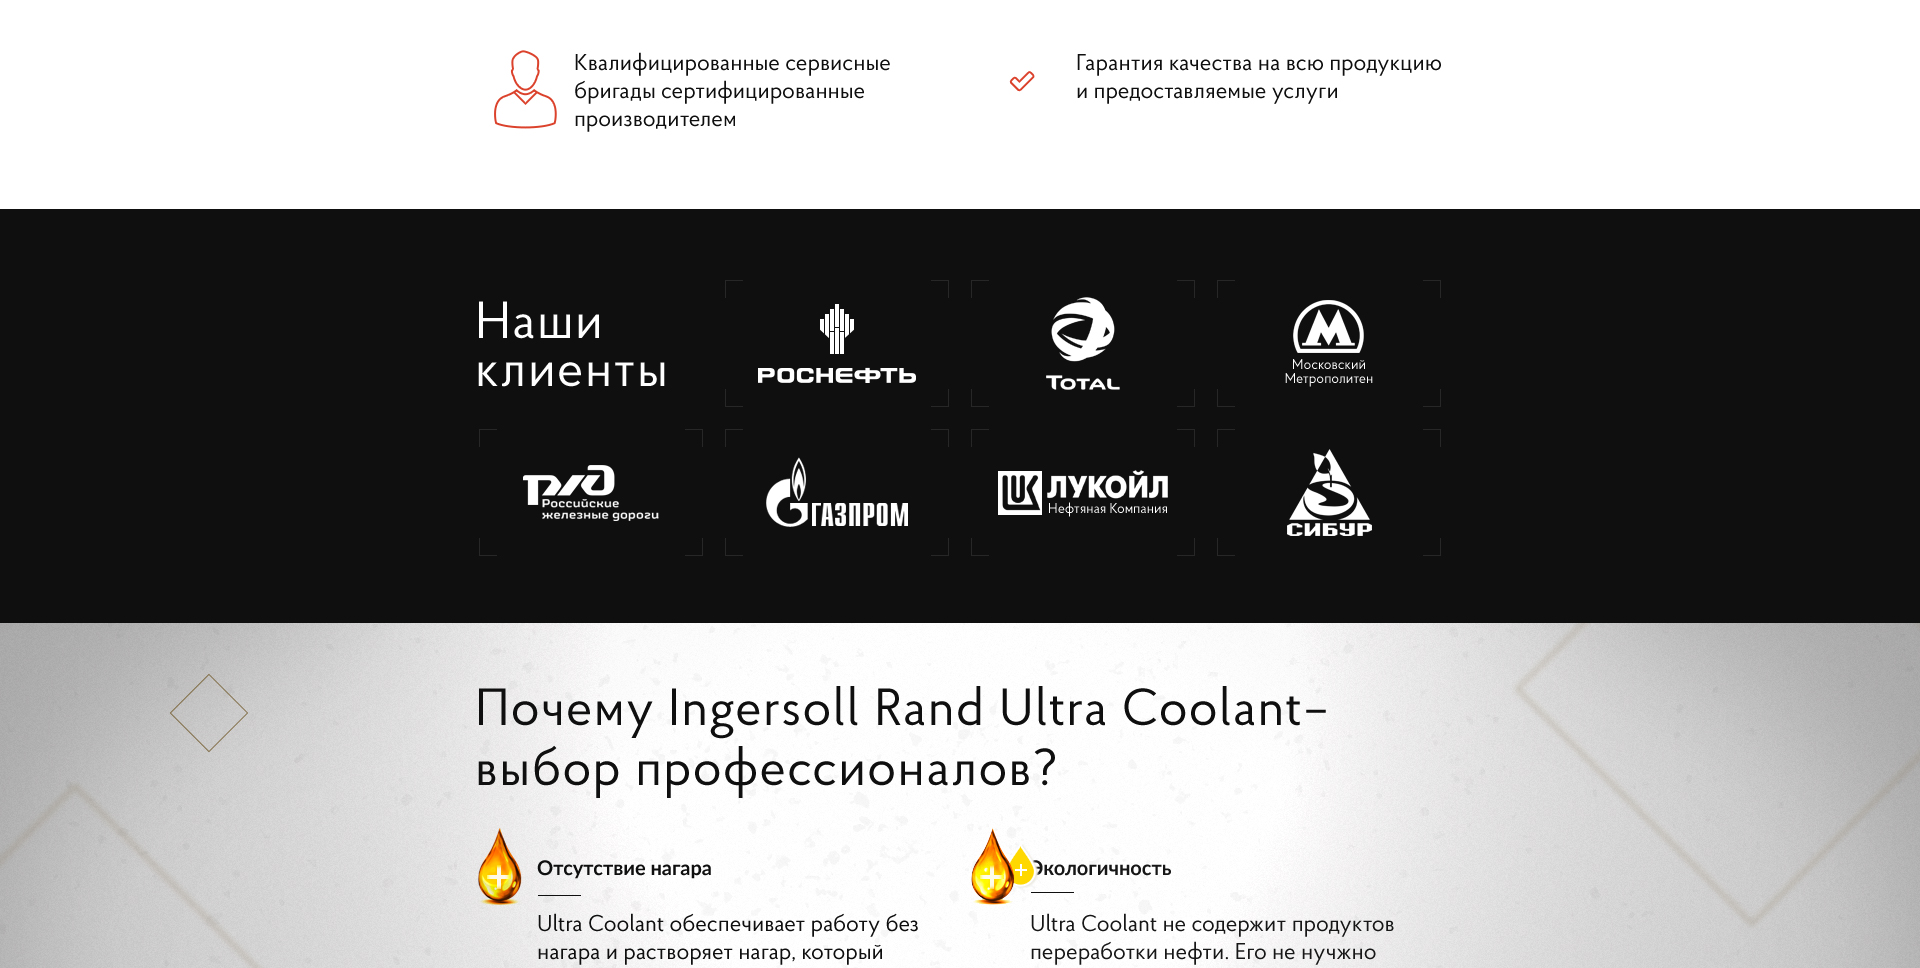 Квалифицированные сервисные
бригады сертифицированные
производителем
Гарантия качества на всю продукцию
и предоставляемые услуги
Наши
клиенты
РОСНЕФТЬ
TOTAL
Московский
Метрополитен
Российские
железные дороги
ГАЗПРОМ
ЛУКОЙЛ
Нефтяная Компания
СИБУР
Почему Ingersoll Rand Ultra Coolant–
выбор профессионалов?
Отсутствие нагара
Ultra Coolant обеспечивает работу без
нагара и растворяет нагар, который
Экологичность
Ultra Coolant не содержит продуктов
переработки нефти. Его не нучжно